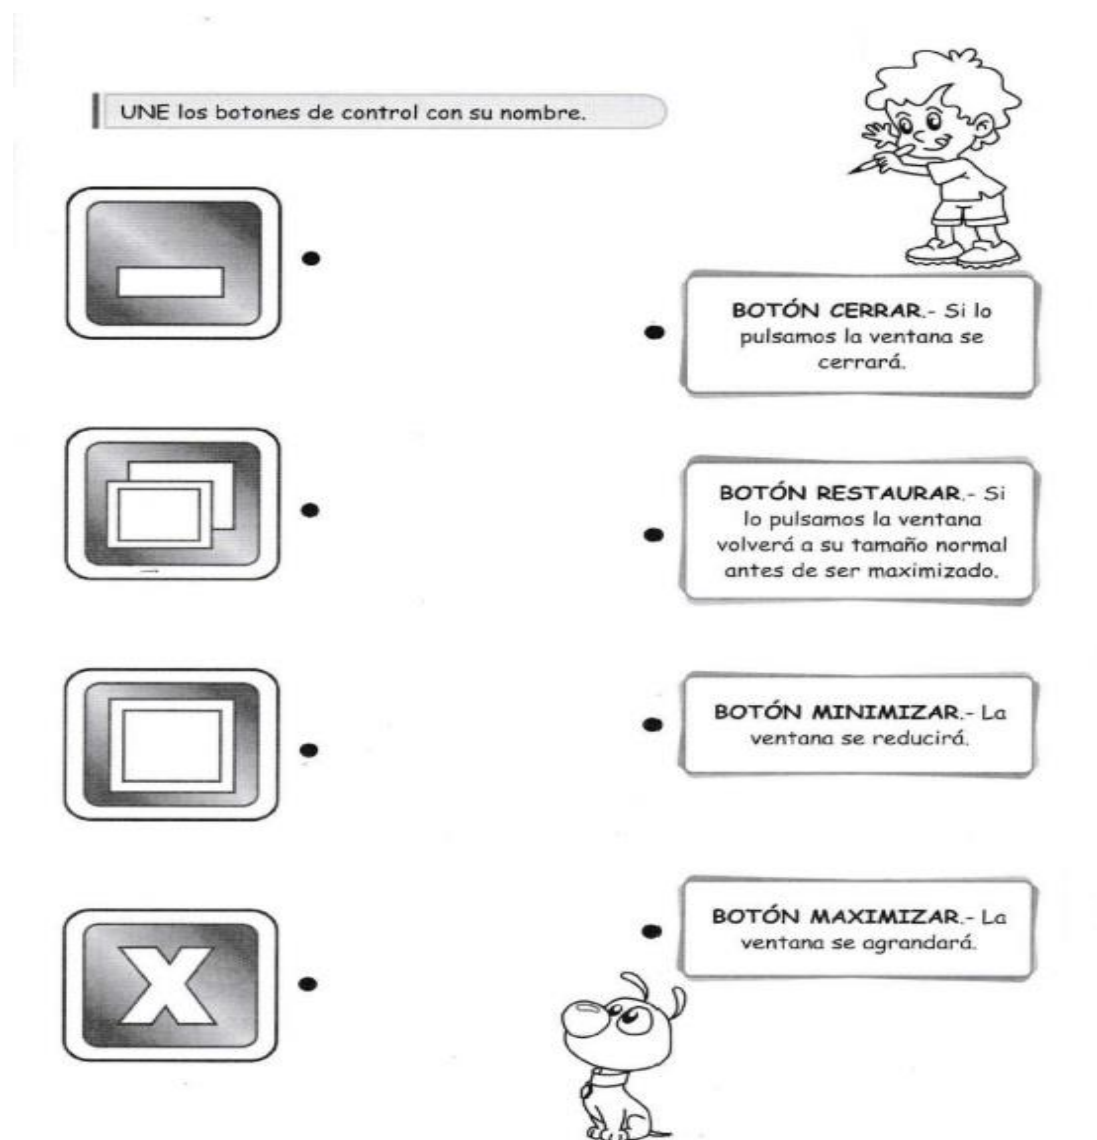 UNE los botones de control con su nombre.
BOTÓN CERRAR.- Si lo
pulsamos la ventana se
cerrará.
BOTÓN RESTAURAR.- Si
lo pulsamos la ventana
volverá a su tamaño normal
antes de ser maximizado.
BOTÓN MINIMIZAR.- La
ventana se reducirá.
X
BOTÓN MAXIMIZAR.- La
ventana se agrandará.